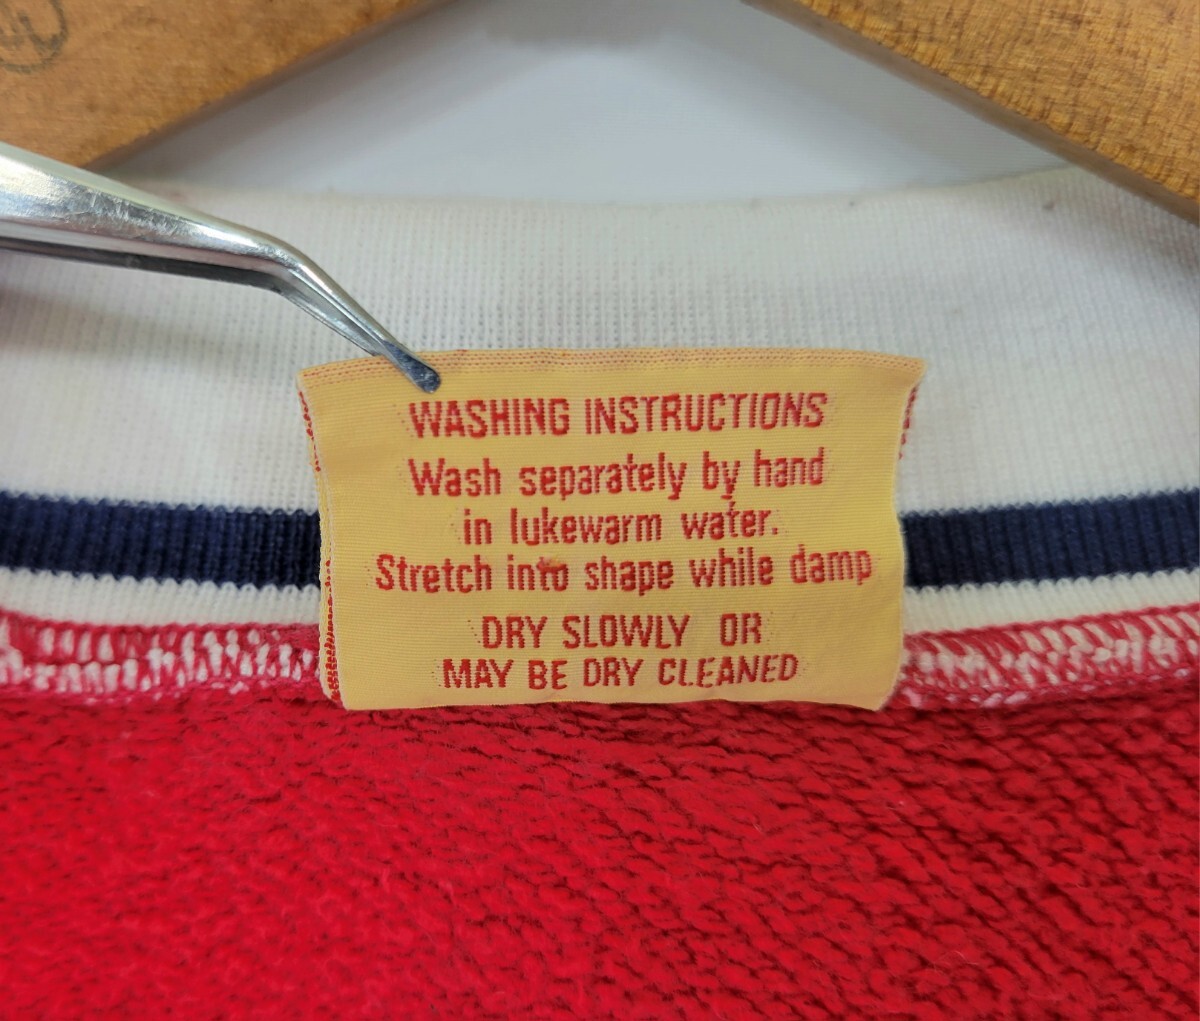 WASHING INSTRUCTIONS
Wash separately by hand
in lukewarm water.
Stretch into shape while damp
DRY SLOWLY OR
MAY BE DRY CLEANED